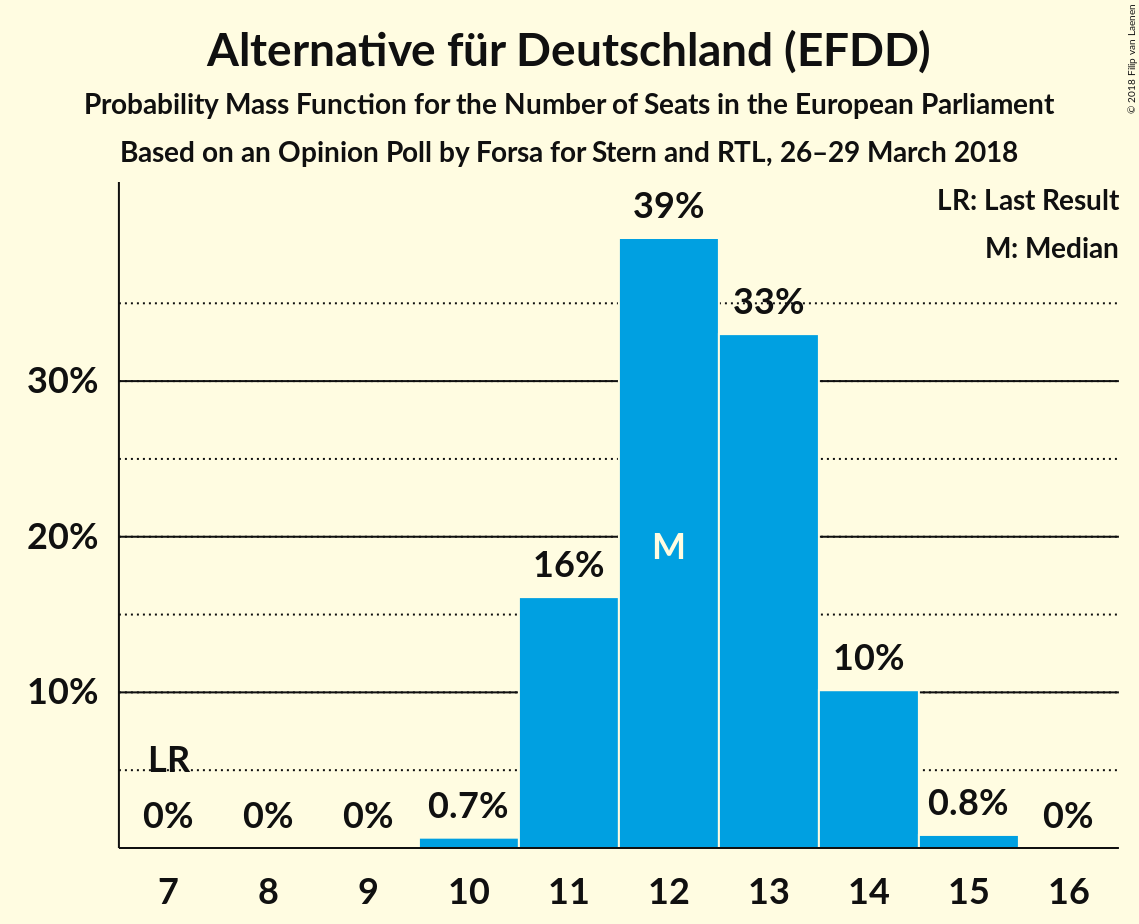 Alternative für Deutschland (EFDD)
Probability Mass Function for the Number of Seats in the European Parliament
Based on an Opinion Poll by Forsa for Stern and RTL, 26–29 March 2018
© 2018 Filip van Laenen
LR: Last Result
M: Median
39%
33%
30%
20%
M
16%
10%
10%
LR
0%
0%
0%
0.7%
0.8%
0%
7
8
9
10
11
12
13
14
15
16